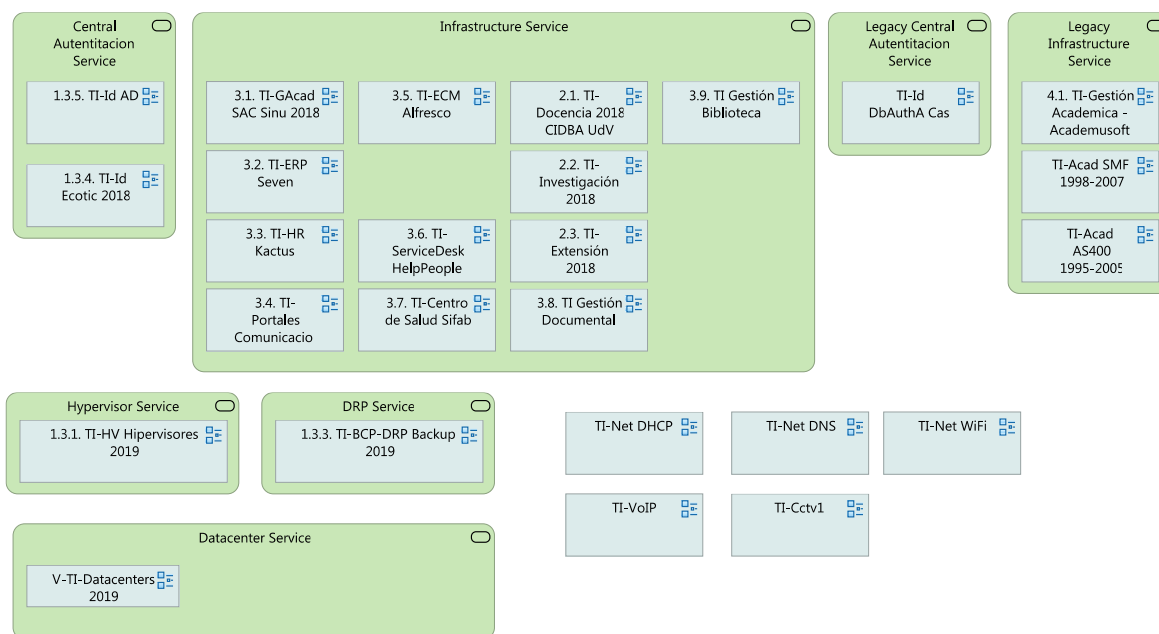 Central
Autentitacion
Service
1.3.5. TI-Id AD
1.3.4. TI-Id
Ecotic 2018
Infrastructure Service
3.1. TI-GAcad
SAC Sinu 2018
3.5. TI-ECM
Alfresco
2.1. TI-
Docencia 2018
CIDBA UdV
3.9. TI Gestión
Biblioteca
3.2. TI-ERP
Seven
2.2. TI-
Investigación
2018
3.3. TI-HR
Kactus
3.6. TI-
ServiceDesk
HelpPeople
2.3. TI-
Extensión
2018
3.4. TI-
Portales
Comunicacio
3.7. TI-Centro
de Salud Sifab
3.8. TI Gestión
Documental
Legacy Central
Autentitacion
Service
TI-Id
DbAuthA Cas
Legacy
Infrastructure
Service
4.1. TI-Gestión
Academica -
Academusoft
TI-Acad SMF
1998-2007
TI-Acad
AS400
1995-2005
Hypervisor Service
1.3.1. TI-HV Hipervisores
2019
DRP Service
1.3.3. TI-BCP-DRP Backup
2019
TI-Net DHCP
TI-Net DNS
TI-Net WiFi
TI-VoIP
TI-Cctv1
Datacenter Service
V-TI-Datacenters
2019